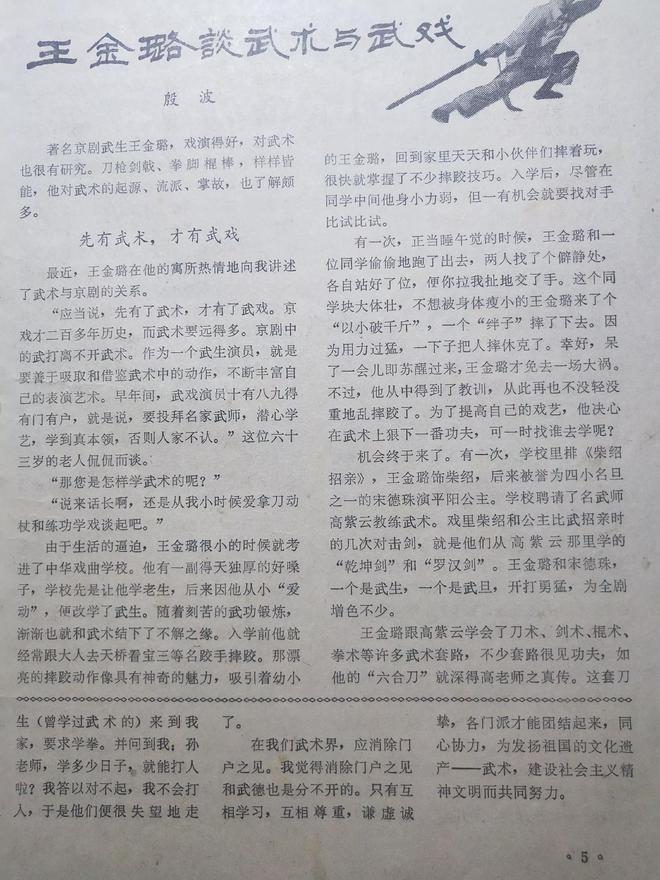 王金璐談武术与武戏
殷 波
著名京剧武生王金璐，戏演得好，对武术
也很有研究。刀枪剑戟、拳脚棍棒，样样皆
能，他对武术的起源、流派、掌故，也了解颇
多。
先有武术，才有武戏
最近，王金璐在他的寓所热情地向我讲述
了武术与京剧的关系。
“应当说，先有了武术，才有了武戏。京
戏才二百多年历史，而武术要远得多。京剧中
的武打离不开武术。作为一个武生演员，就是
要善于吸取和借鉴武术中的动作，不断丰富自
己的表演艺术。早年间，武戏演员十有八九得
有门有户，就是说，要投拜名家武师，潜心学
艺，学到真本领，否则人家不认。”这位六十
三岁的老人侃侃而谈。
“那您是怎样学武术的呢？”
“说来话长啊，还是从我小时候爱拿刀动
杖和练功学戏谈起吧。”
由于生活的逼迫，王金璐很小的时候就考
进了中华戏曲学校。他有一副得天独厚的好嗓
子，学校先是让他学老生，后来因他从小“爱
动”，便改学了武生。随着刻苦的武功锻炼，
渐渐也就和武术结下了不解之缘。入学前他就
经常跟大人去天桥看宝三等名跤手摔跤。那漂
亮的摔跤动作像具有神奇的魅力，吸引着幼小
的王金璐，回到家里天天和小伙伴们摔着玩，
很快就掌握了不少摔跤技巧。入学后，尽管在
同学中间他身小力弱，但一有机会就要找对手
比试比试。
有一次，正当睡午觉的时候，王金璐和一
位同学偷偷地跑了出去，两人找了个僻静处，
各自站好了位，便你拉我扯地交了手。这个同
学块大体壮，不想被身体瘦小的王金璐来了个
“以小破千斤”，一个“绊子”摔了下去。因
为用力过猛，一下子把人摔休克了。幸好，呆
了一会儿即苏醒过来，王金璐才免去一场大祸。
不过，他从中得到了教训，从此再也不没轻没
重地乱摔跤了。为了提高自己的戏艺，他决心
在武术上狠下一番功夫，可一时找谁去学呢？
机会终于来了。有一次，学校里排《柴绍
招亲》，王金璐饰柴绍，后来被誉为四小名旦
之一的宋德珠演平阳公主。学校聘请了名武师
高紫云教练武术。戏里柴绍和公主比武招亲时
的几次对击剑，就是他们从高紫云那里学的
“乾坤剑”和“罗汉剑”。王金璐和宋德珠，
一个是武生，一个是武旦，开打勇猛，为全剧
增色不少。
王金璐跟高紫云学会了刀术、剑术、棍术、
拳术等许多武术套路，不少套路很见功夫，如
他的“六合刀”就深得高老师之真传。这套刀
生（曾学过武术的）来到我
家，要求学拳。并问到我：孙
老师，学多少日子，就能打人
啦？我答以对不起，我不会打
人，于是他们便很失望地走
了。
在我们武术界，应消除门
户之见。我觉得消除门户之见
和武德也是分不开的。只有互
相学习，互相尊重，谦虚诚
挚，各门派才能团结起来，同
心协力，为发扬祖国的文化遗
产——武术，建设社会主义精
神文明而共同努力。
5